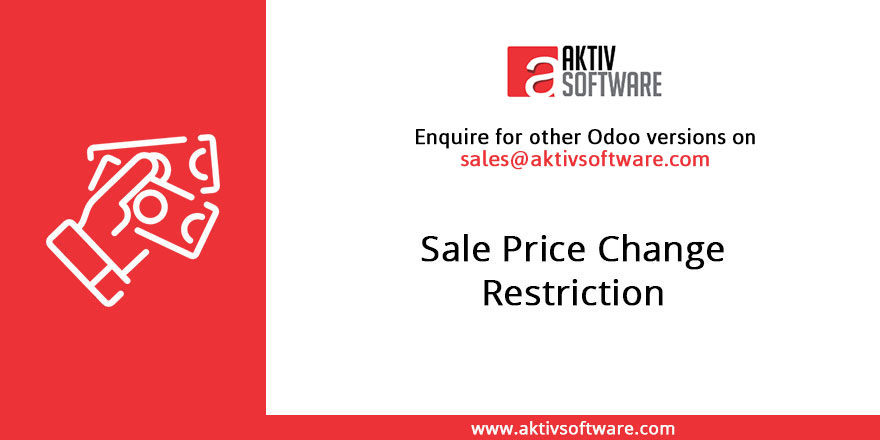 a AKTIV
SOFTWARE
Enquire for other Odoo versions on
sales@aktivsoftware.com
Sale Price Change
Restriction
www.aktivsoftware.com